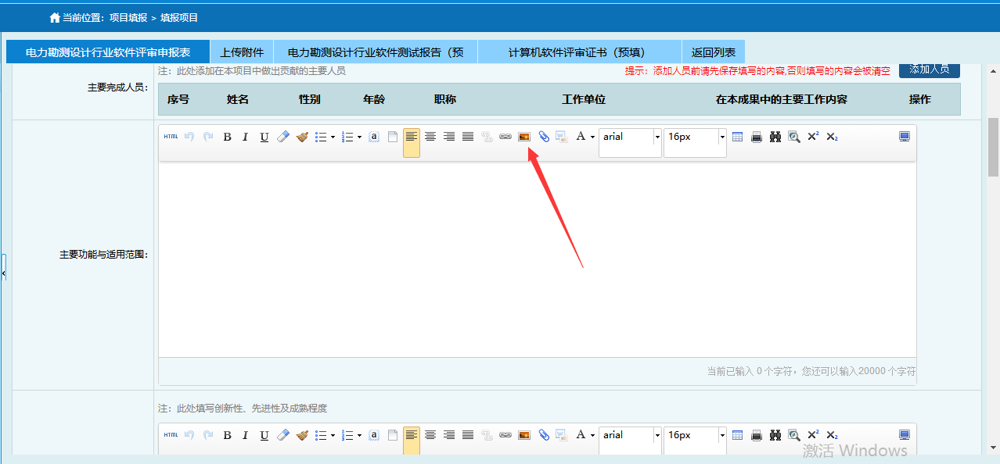 当前位置：项目填报 > 填报项目
电力勘测设计行业软件评审申报表 上传附件 电力勘测设计行业软件测试报告（预 计算机软件评审证书（预填） 返回列表
注：此处添加在本项目中做出贡献的主要人员 提示：添加人员前请先保存填写的内容,否则填写的内容会被清空 添加人员
主要完成人员：
序号 姓名 性别 年龄 职称 工作单位 在本成果中的主要工作内容 操作
HTML B I U a A arial 16px X² X₂
主要功能与适用范围：
当前已输入 0 个字符，您还可以输入20000 个字符
注：此处填写创新性、先进性及成熟程度
HTML B I U a A arial 16px X² X₂
激活 Windows